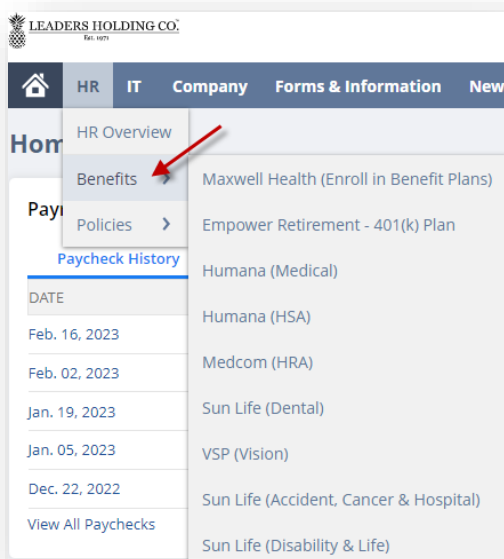 LEADERS HOLDING CO.™
Est. 1971
HR IT Company Forms & Information New
HR Overview
Hom
Benefits
Maxwell Health (Enroll in Benefit Plans)
Payr
Policies
Empower Retirement - 401(k) Plan
Paycheck History
Humana (Medical)
DATE
Humana (HSA)
Feb. 16, 2023
Medcom (HRA)
Feb. 02, 2023
Sun Life (Dental)
Jan. 19, 2023
Jan. 05, 2023
VSP (Vision)
Dec. 22, 2022
Sun Life (Accident, Cancer & Hospital)
View All Paychecks
Sun Life (Disability & Life)